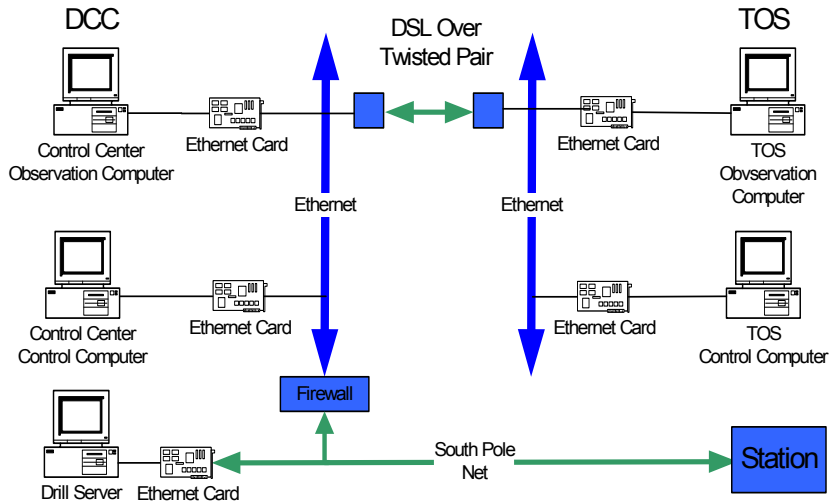 DCC
DSL Over
Twisted Pair
TOS
Ethernet Card
Ethernet Card
Control Center
Observation Computer
TOS
Obvservation
Computer
Ethernet
Ethernet
Ethernet Card
Ethernet Card
Control Center
Control Computer
TOS
Control Computer
Firewall
South Pole
Net
Station
Drill Server
Ethernet Card